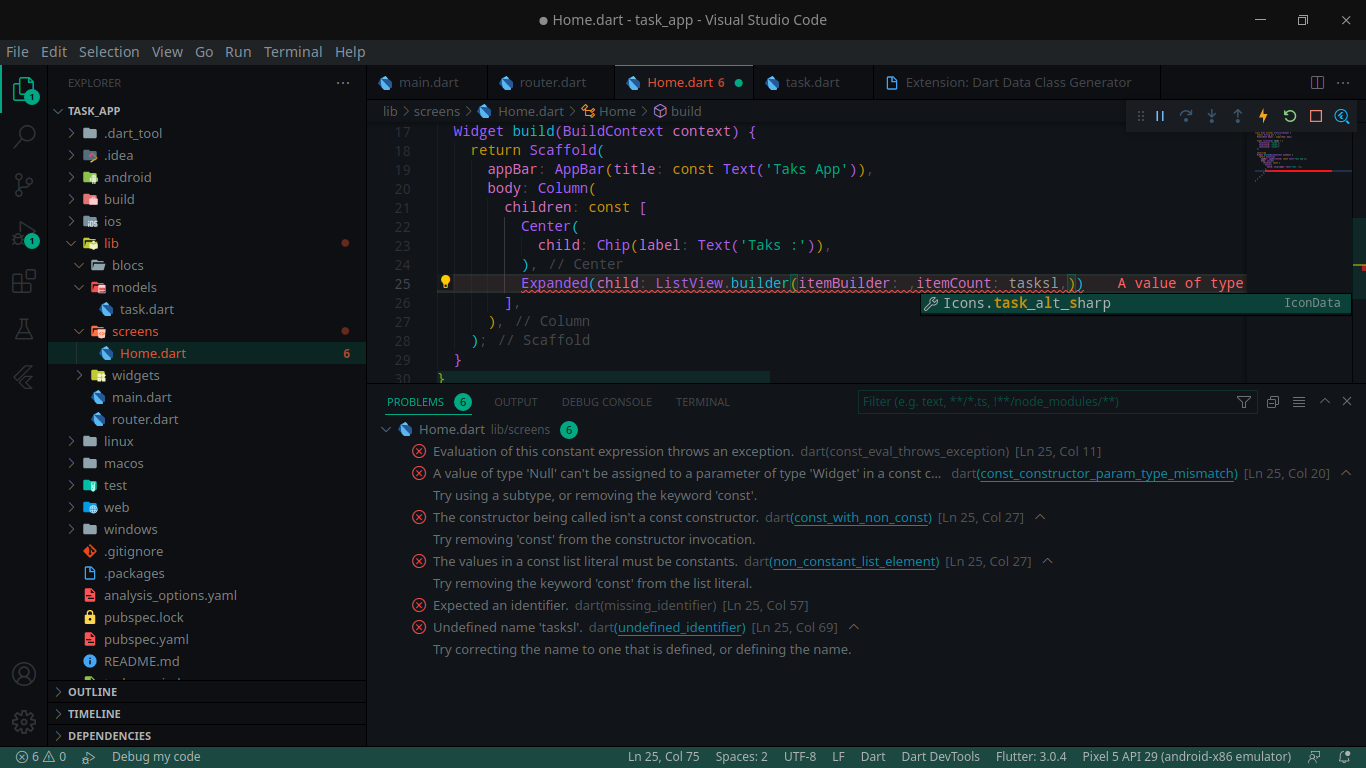 Home.dart - task_app - Visual Studio Code
File Edit Selection View Go Run Terminal Help
EXPLORER
TASK_APP
.dart_tool
.idea
android
build
ios
lib
blocs
models
task.dart
screens
Home.dart 6
widgets
main.dart
router.dart
linux
macos
test
web
windows
.gitignore
.packages
analysis_options.yaml
pubspec.lock
pubspec.yaml
README.md
OUTLINE
TIMELINE
DEPENDENCIES
1
1
main.dart router.dart Home.dart 6 task.dart Extension: Dart Data Class Generator
lib > screens > Home.dart > Home > build
17 Widget build(BuildContext context) {
18 return Scaffold(
19 appBar: AppBar(title: const Text('Taks App')),
20 body: Column(
21 children: const [
22 Center(
23 child: Chip(label: Text('Taks :')),
24 ), // Center
25 Expanded(child: ListView.builder(itemBuilder: ,itemCount: tasksl,)) A value of type
26 ],
27 ), // Column
28 ); // Scaffold
29 }
30 }
Icons.task_alt_sharp IconData
PROBLEMS 6 OUTPUT DEBUG CONSOLE TERMINAL Filter (e.g. text, **/*.ts, !**/node_modules/**)
Home.dart lib/screens 6
Evaluation of this constant expression throws an exception. dart(const_eval_throws_exception) [Ln 25, Col 11]
A value of type 'Null' can't be assigned to a parameter of type 'Widget' in a const c... dart(const_constructor_param_type_mismatch) [Ln 25, Col 20]
Try using a subtype, or removing the keyword 'const'.
The constructor being called isn't a const constructor. dart(const_with_non_const) [Ln 25, Col 27]
Try removing 'const' from the constructor invocation.
The values in a const list literal must be constants. dart(non_constant_list_element) [Ln 25, Col 27]
Try removing the keyword 'const' from the list literal.
Expected an identifier. dart(missing_identifier) [Ln 25, Col 57]
Undefined name 'tasksl'. dart(undefined_identifier) [Ln 25, Col 69]
Try correcting the name to one that is defined, or defining the name.
6 0 Debug my code Ln 25, Col 75 Spaces: 2 UTF-8 LF Dart Dart DevTools Flutter: 3.0.4 Pixel 5 API 29 (android-x86 emulator)